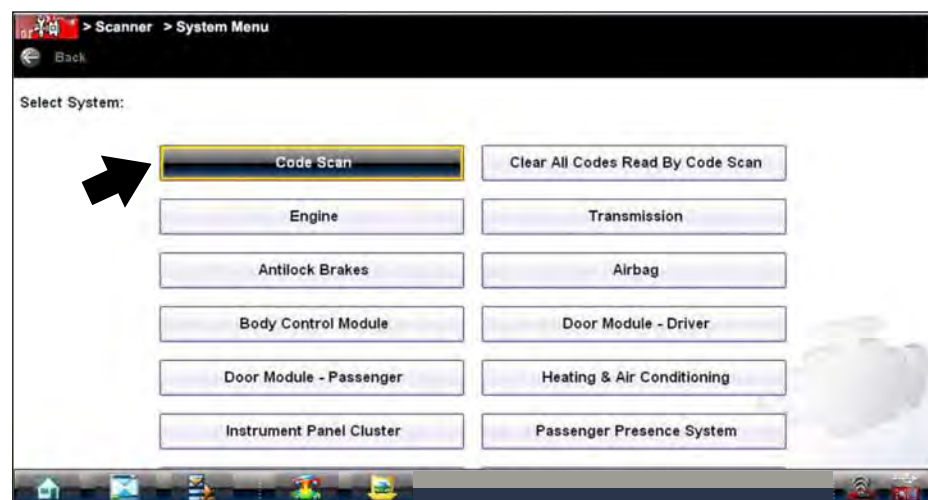 > Scanner > System Menu
Back
Select System:
Code Scan
Clear All Codes Read By Code Scan
Engine
Transmission
Antilock Brakes
Airbag
Body Control Module
Door Module - Driver
Door Module - Passenger
Heating & Air Conditioning
Instrument Panel Cluster
Passenger Presence System